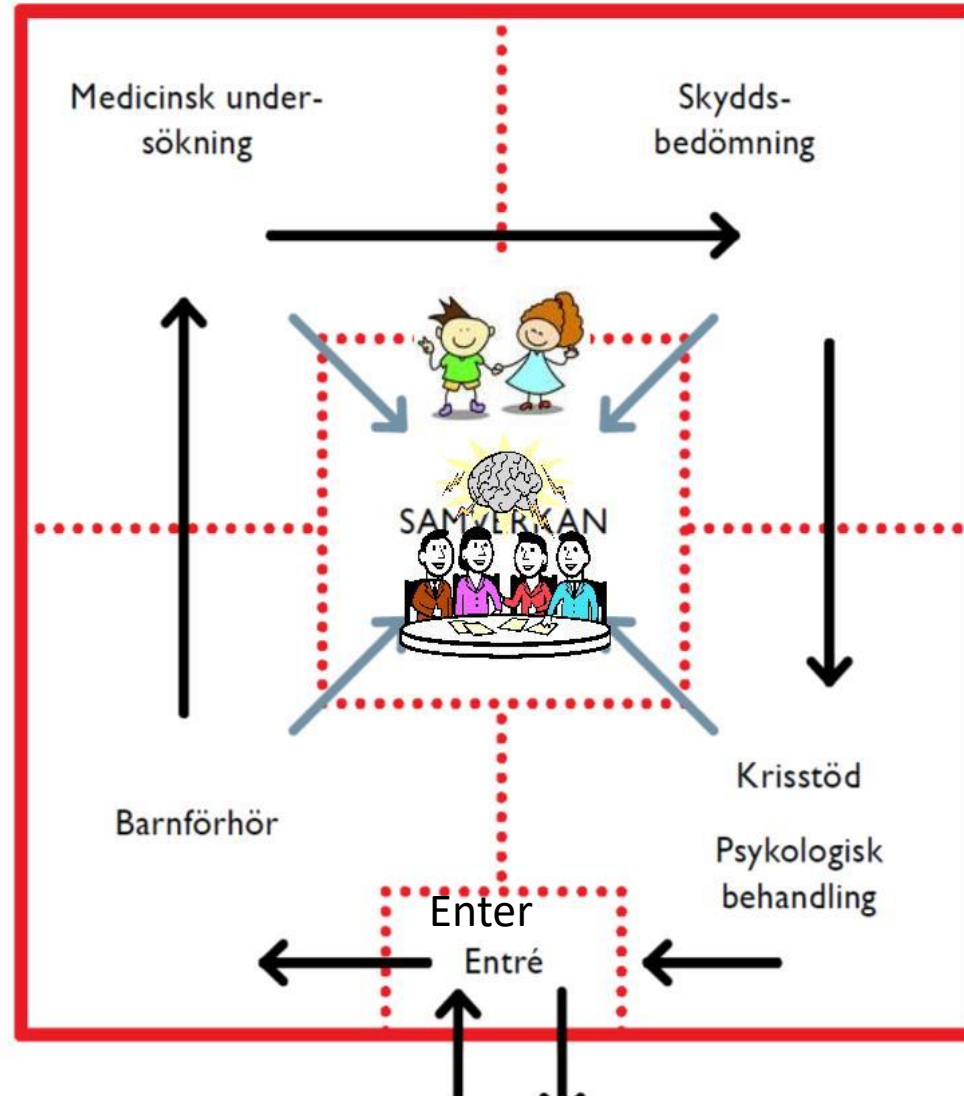 Medicinsk under-
sökning
Skydds-
bedömning
SAMVERKAN
Barnförhör
Krisstöd
Psykologisk
behandling
Enter
Entré